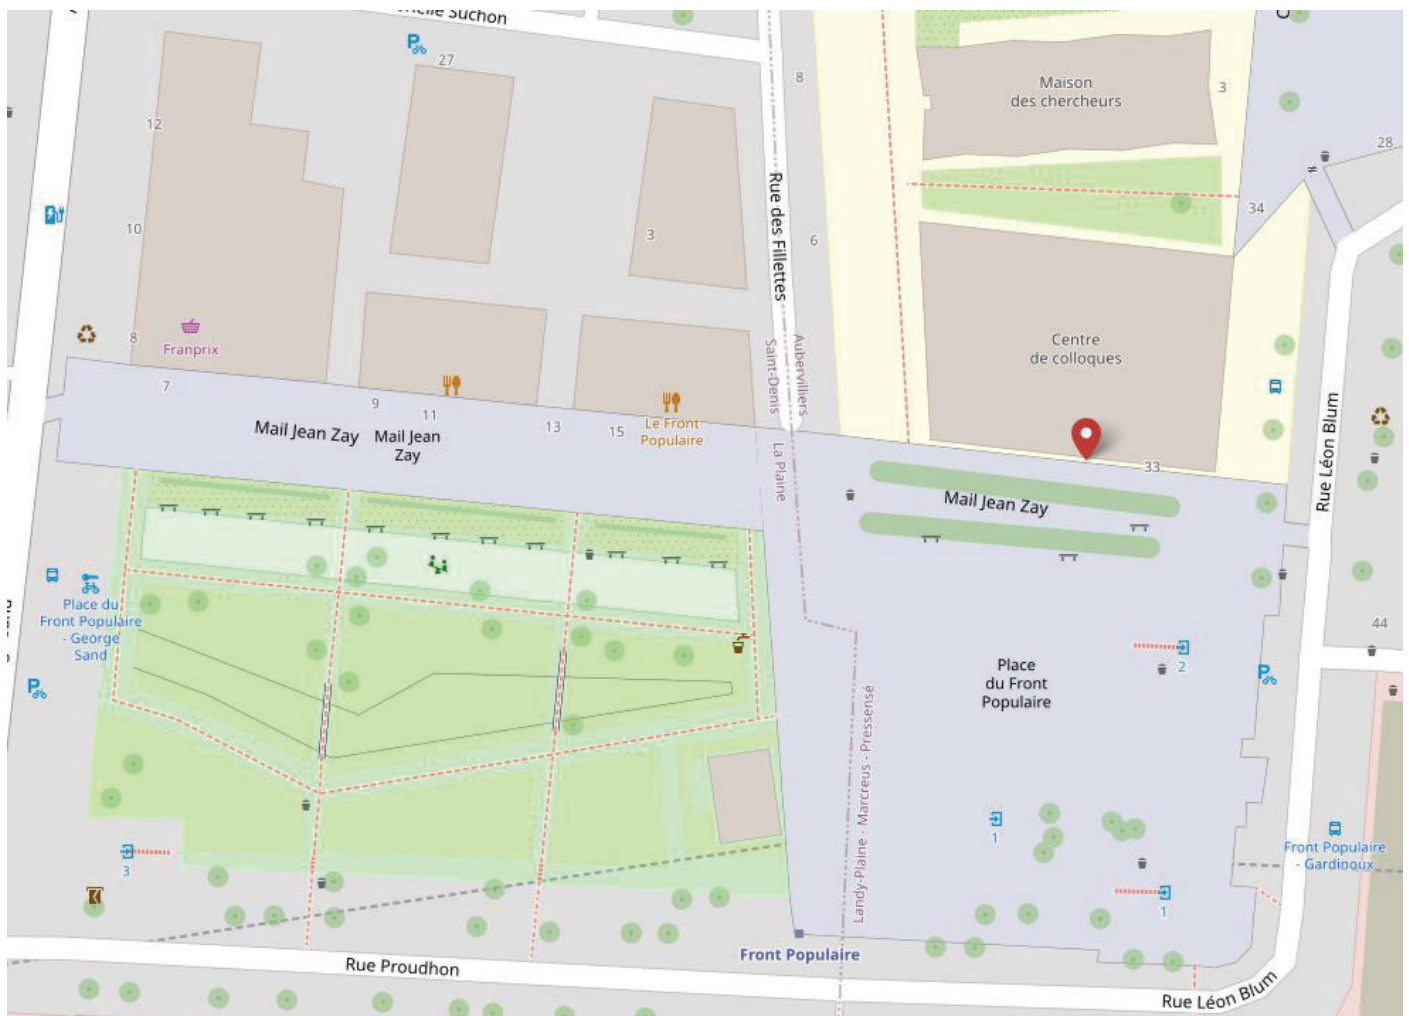 elle Suchon
27
8
Maison
des chercheurs
3
12
28
Rue des Fillettes
34
10
3
6
8
Franprix
Saint-Denis
Aubervilliers
Centre
de colloques
7
9
11
13
15
Le Front
Populaire
Mail Jean Zay
Mail Jean
Zay
La Plaine
33
Mail Jean Zay
Rue Léon Blum
Place du
Front Populaire
- George
Sand
44
2
Place
du Front
Populaire
Landy-Plaine - Marcreus - Pressensé
1
Front Populaire
- Gardinoux
3
1
Front Populaire
Rue Proudhon
Rue Léon Blum